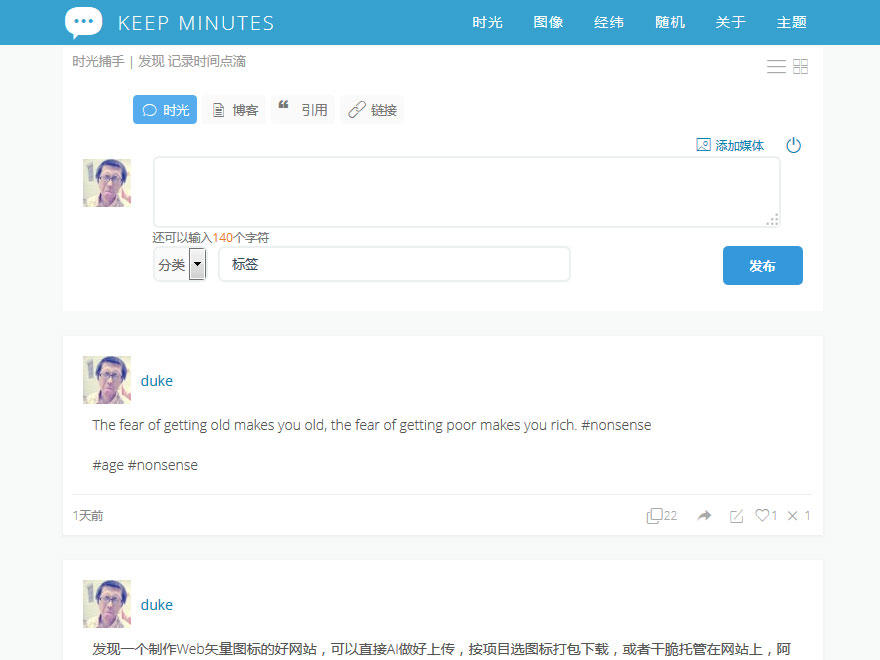 KEEP MINUTES 时光 图像 经纬 随机 关于 主题
时光捕手 | 发现 记录时间点滴
时光 博客 引用 链接
添加媒体
还可以输入140个字符
分类 标签 发布
duke
The fear of getting old makes you old, the fear of getting poor makes you rich. #nonsense
#age #nonsense
1天前 22 1 1
duke
发现一个制作Web矢量图标的好网站，可以直接AI做好上传，按项目选图标打包下载，或者干脆托管在网站上，阿